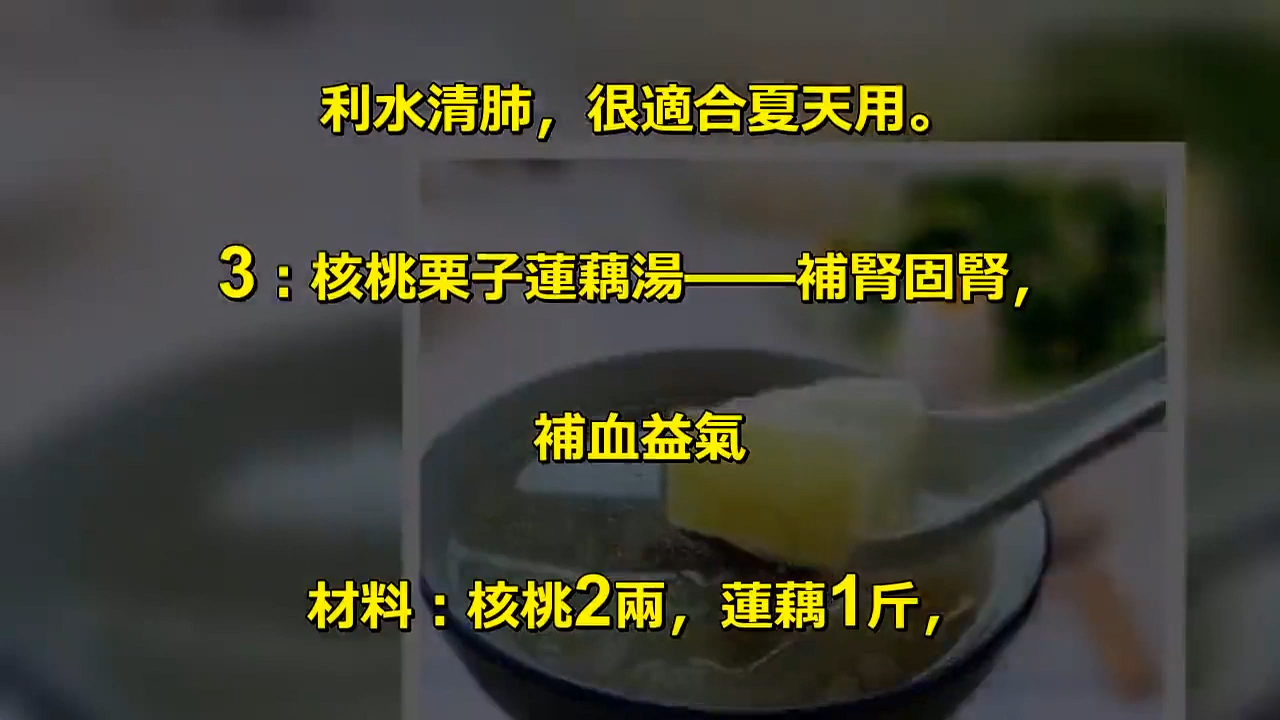 利水清肺，很適合夏天用。
3：核桃栗子蓮藕湯——補腎固腎，
補血益氣
材料：核桃2兩，蓮藕1斤，